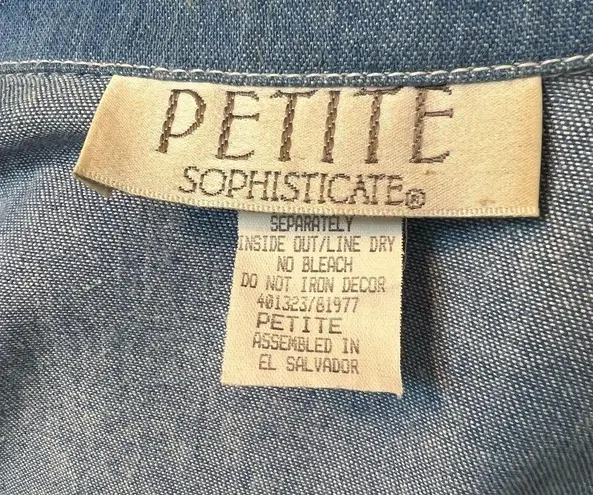 PETITE
SOPHISTICATE®
SEPARATELY
INSIDE OUT/LINE DRY
NO BLEACH
DO NOT IRON DECOR
401323/81977
PETITE
ASSEMBLED IN
EL SALVADOR